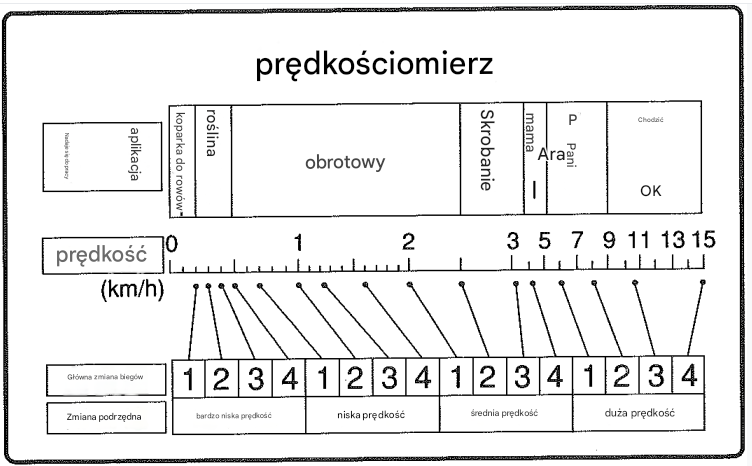 prędkościomierz
Nadaje się do pracy
aplikacja
koparka do rowów
roślina
obrotowy
Skrobanie
mama
Ara
P
Pani
Chodzić
OK
prędkość
0 1 2 3 5 7 9 11 13 15
(km/h)
Główna zmiana biegów
1 2 3 4 1 2 3 4 1 2 3 4 1 2 3 4
Zmiana podrzędna
bardzo niska prędkość
niska prędkość
średnia prędkość
duża prędkość